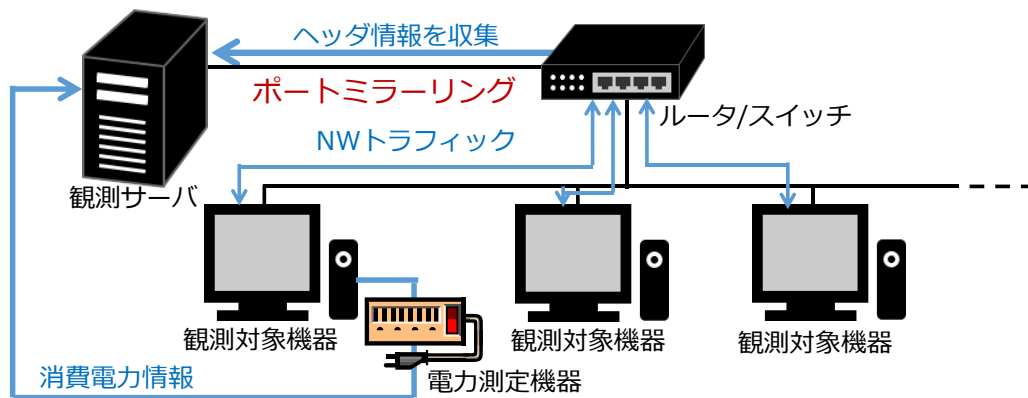 ヘッダ情報を収集
ポートミラーリング
ルータ/スイッチ
NWトラフィック
観測サーバ
観測対象機器
観測対象機器
観測対象機器
消費電力情報
電力測定機器